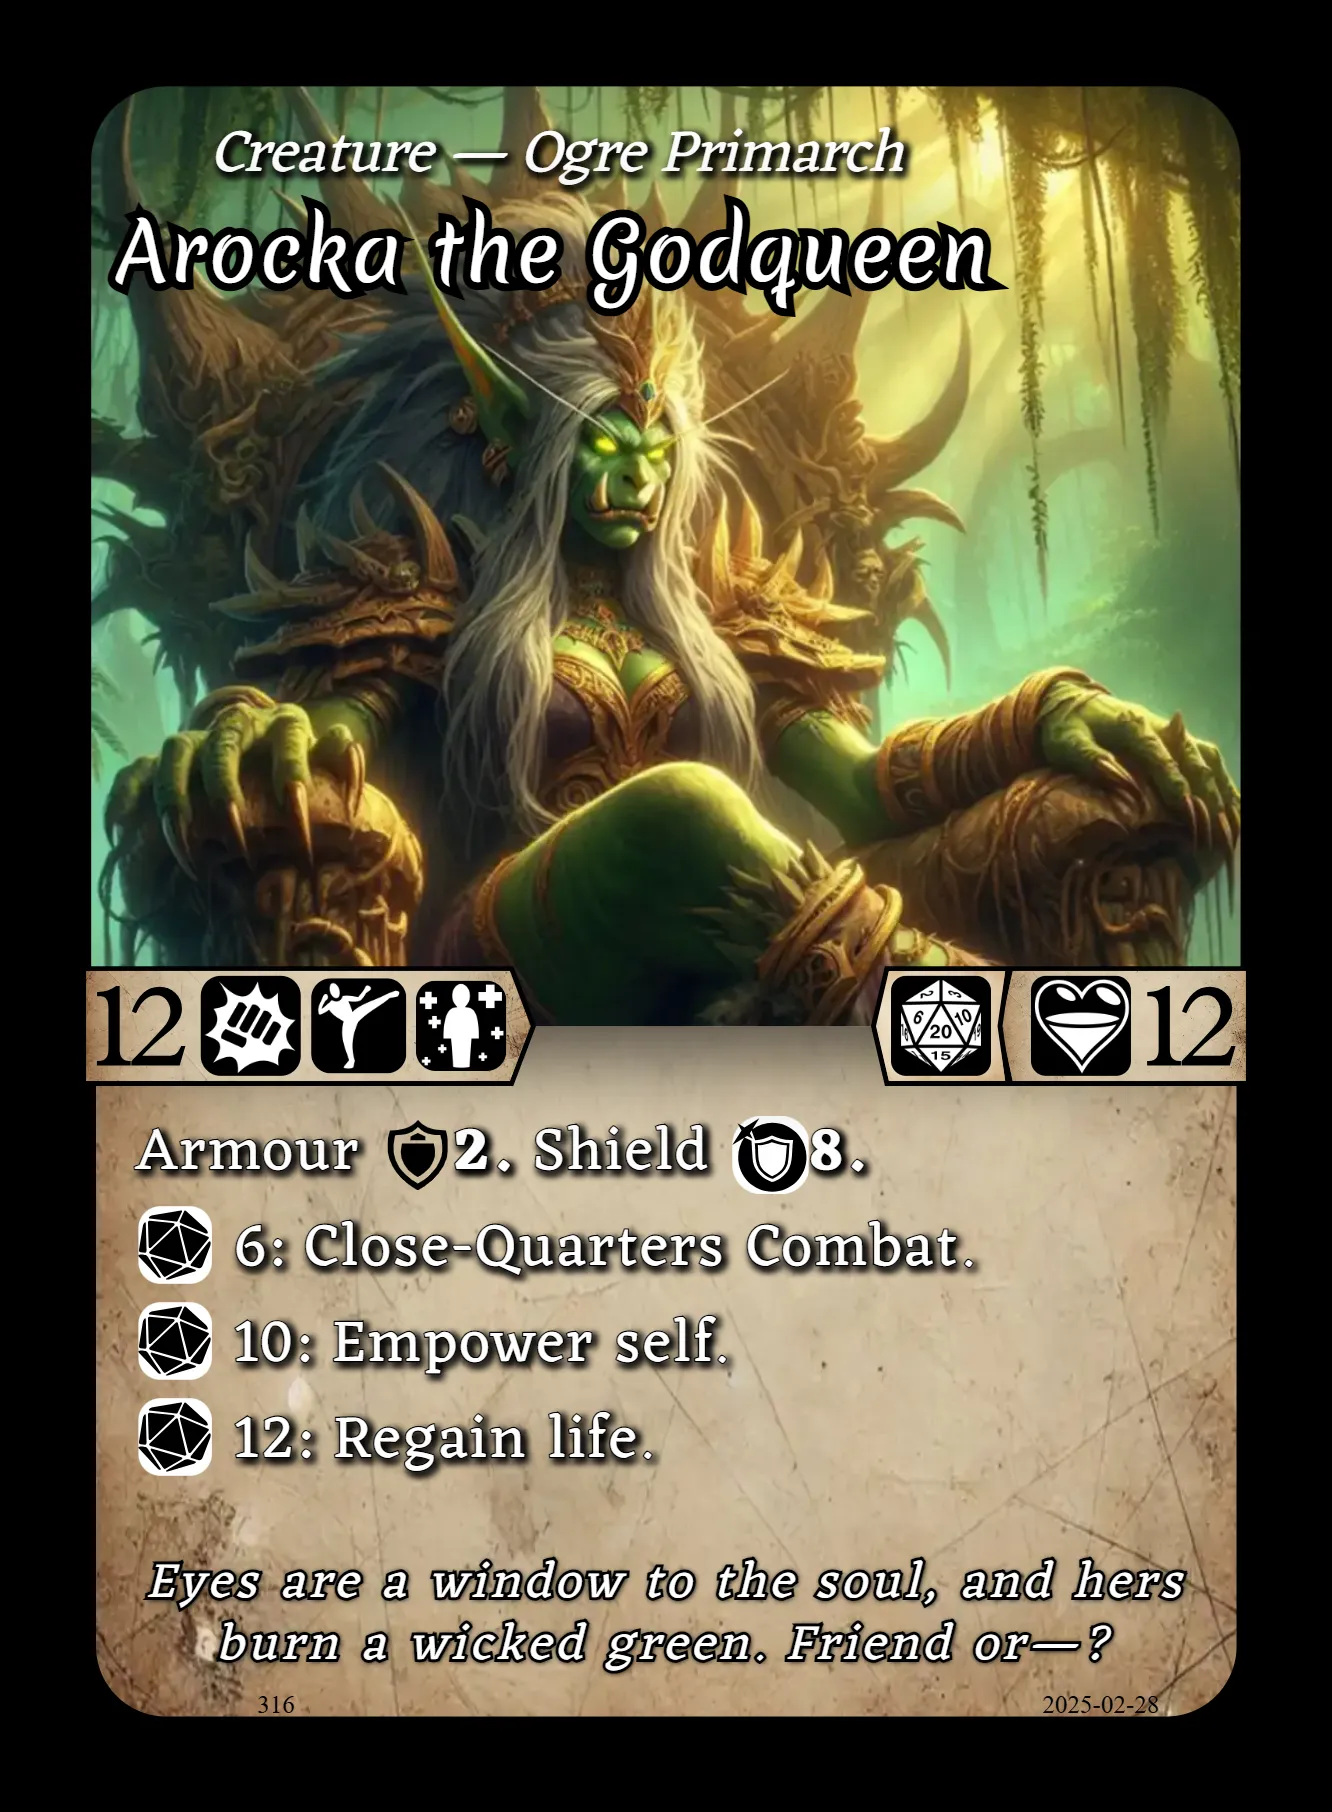 Creature — Ogre Primarch
Arocka the Godqueen
12
12
Armour 2. Shield 8.
6: Close-Quarters Combat.
10: Empower self.
12: Regain life.
Eyes are a window to the soul, and hers
burn a wicked green. Friend or—?
316 2025-02-28